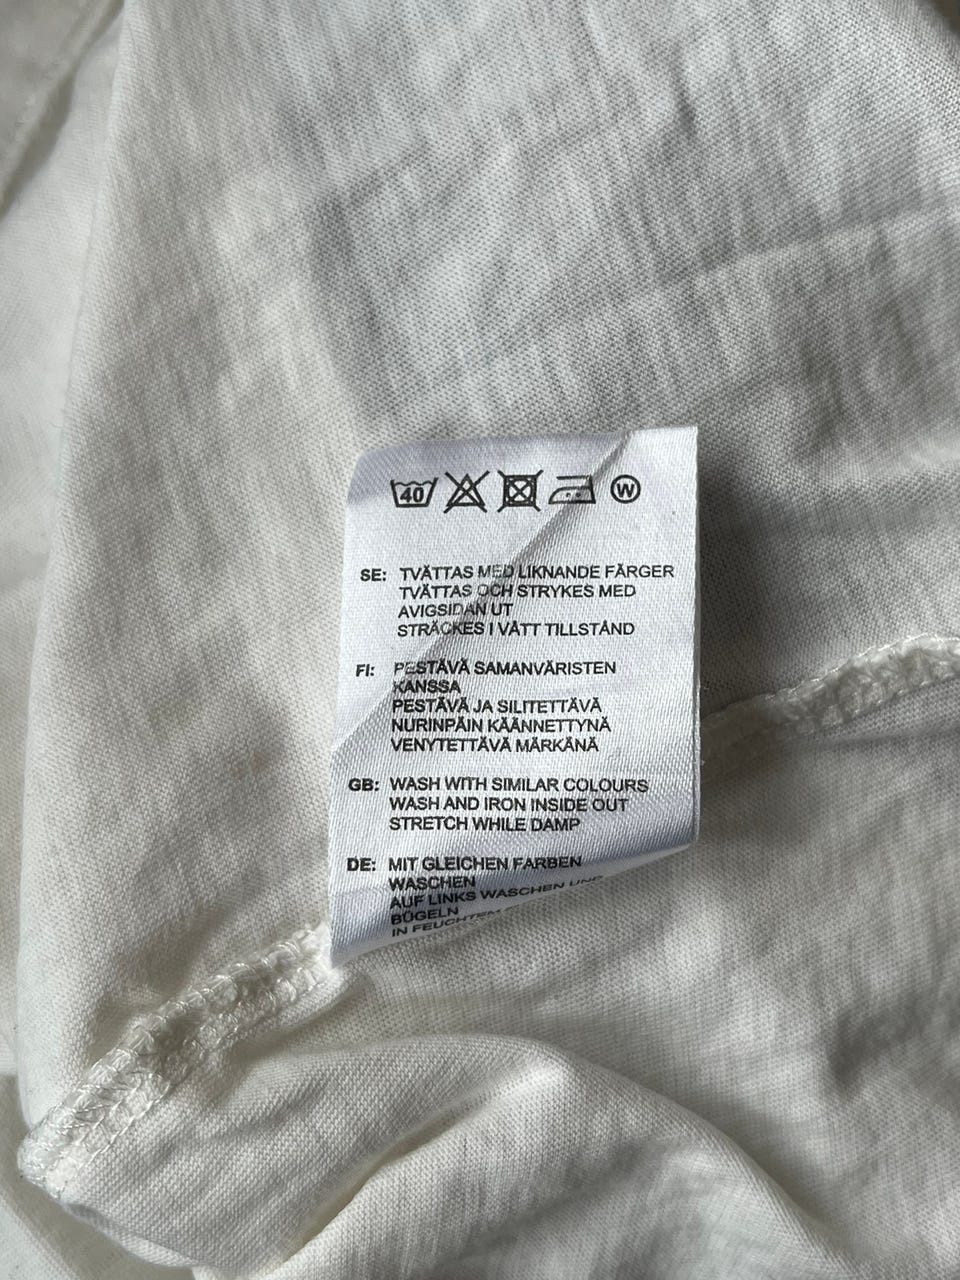 40 W
SE: TVÄTTAS MED LIKNANDE FÄRGER
TVÄTTAS OCH STRYKES MED
AVIGSIDAN UT
STRÄCKES I VÅTT TILLSTÅND
FI: PESTÄVÄ SAMANVÄRISTEN
KANSSA
PESTÄVÄ JA SILITETTÄVÄ
NURINPÄIN KÄÄNNETTYNÄ
VENYTETTÄVÄ MÄRKÄNÄ
GB: WASH WITH SIMILAR COLOURS
WASH AND IRON INSIDE OUT
STRETCH WHILE DAMP
DE: MIT GLEICHEN FARBEN
WASCHEN
AUF LINKS WASCHEN UND
BÜGELN
IN FEUCHTEM